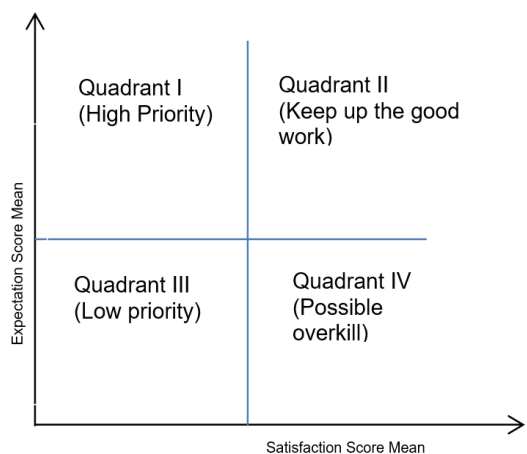 Quadrant I
(High Priority)
Quadrant II
(Keep up the good
work)
Expectation Score Mean
Quadrant III
(Low priority)
Quadrant IV
(Possible
overkill)
Satisfaction Score Mean